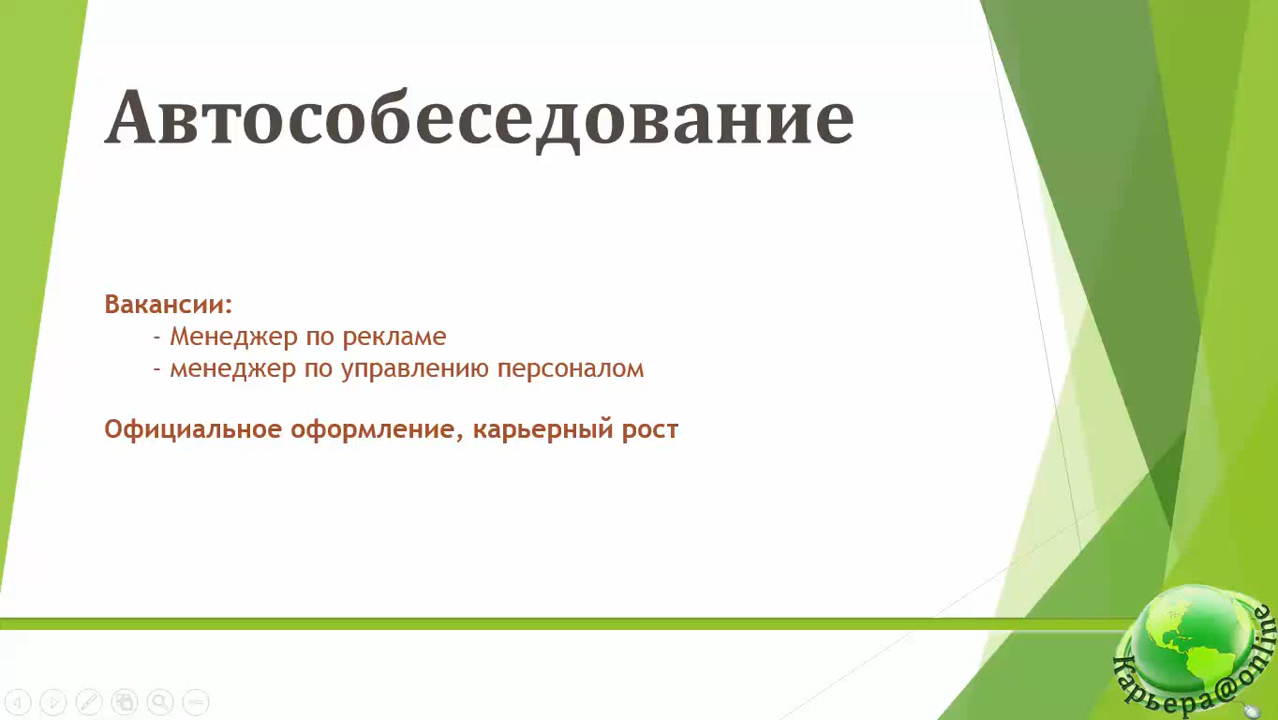 Автособеседование
Вакансии:
- Менеджер по рекламе
- менеджер по управлению персоналом
Официальное оформление, карьерный рост
Карьера@online